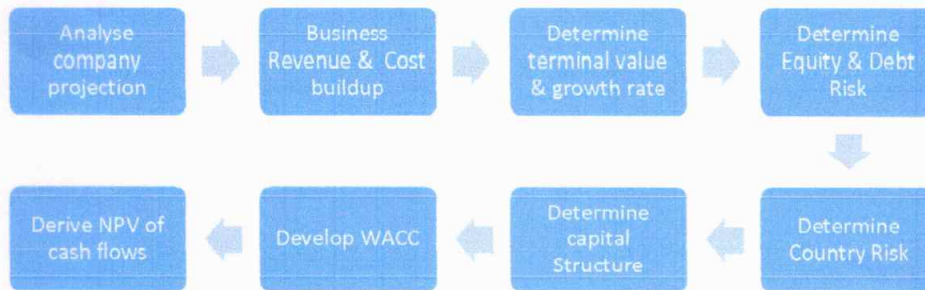 Analyse
company
projection
Business
Revenue & Cost
buildup
Determine
terminal value
& growth rate
Determine
Equity & Debt
Risk
Determine
Country Risk
Determine
capital
Structure
Develop WACC
Derive NPV of
cash flows